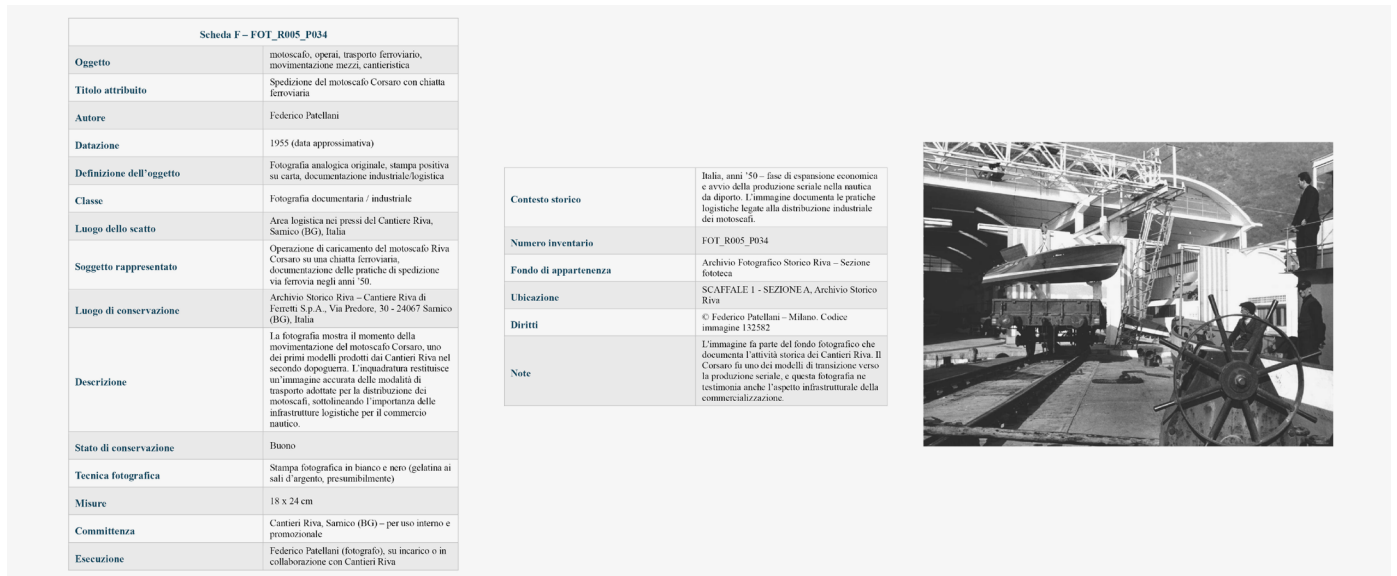 Scheda F – FOT_R005_P034
Oggetto
motoscafo, operai, trasporto ferroviario,
movimentazione mezzi, cantieristica
Titolo attribuito
Spedizione del motoscafo Corsaro con chiatta
ferroviaria
Autore
Federico Patellani
Datazione
1955 (data approssimativa)
Definizione dell’oggetto
Fotografia analogica originale, stampa positiva
su carta, documentazione industriale/logistica
Classe
Fotografia documentaria / industriale
Luogo dello scatto
Area logistica nei pressi del Cantiere Riva,
Sarnico (BG), Italia
Soggetto rappresentato
Operazione di caricamento del motoscafo Riva
Corsaro su una chiatta ferroviaria,
documentazione delle pratiche di spedizione
via ferrovia negli anni ’50.
Luogo di conservazione
Archivio Storico Riva – Cantiere Riva di
Ferretti S.p.A., Via Predore, 30 - 24067 Sarnico
(BG), Italia
Descrizione
La fotografia mostra il momento della
movimentazione del motoscafo Corsaro, uno
dei primi modelli prodotti dai Cantieri Riva nel
secondo dopoguerra. L’inquadratura restituisce
un’immagine accurata delle modalità di
trasporto adottate per la distribuzione dei
motoscafi, sottolineando l’importanza delle
infrastrutture logistiche per il commercio
nautico.
Stato di conservazione
Buono
Tecnica fotografica
Stampa fotografica in bianco e nero (gelatina ai
sali d’argento, presumibilmente)
Misure
18 x 24 cm
Committenza
Cantieri Riva, Sarnico (BG) – per uso interno e
promozionale
Esecuzione
Federico Patellani (fotografo), su incarico o in
collaborazione con Cantieri Riva
Contesto storico
Italia, anni ’50 – fase di espansione economica
e avvio della produzione seriale nella nautica
da diporto. L’immagine documenta le pratiche
logistiche legate alla distribuzione industriale
dei motoscafi.
Numero inventario
FOT_R005_P034
Fondo di appartenenza
Archivio Fotografico Storico Riva – Sezione
fototeca
Ubicazione
SCAFFALE 1 - SEZIONE A, Archivio Storico
Riva
Diritti
© Federico Patellani – Milano. Codice
immagine 132582
Note
L’immagine fa parte del fondo fotografico che
documenta l’attività storica dei Cantieri Riva. Il
Corsaro fu uno dei modelli di transizione verso
la produzione seriale, e questa fotografia ne
testimonia anche l’aspetto infrastrutturale della
commercializzazione.